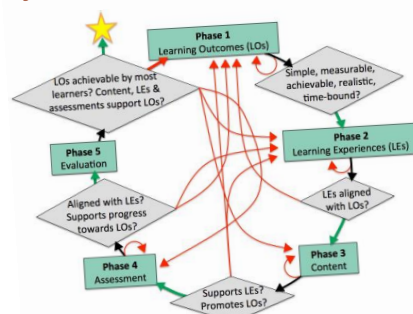 Phase 1
Learning Outcomes (LOs)
Simple, measurable,
achievable, realistic,
time-bound?
Phase 2
Learning Experiences (LEs)
LEs aligned
with LOs?
Phase 3
Content
Supports LEs?
Promotes LOs?
Phase 4
Assessment
Aligned with LEs?
Supports progress
towards LOs?
Phase 5
Evaluation
LOs achievable by most
learners? Content, LEs &
assessments support LOs?